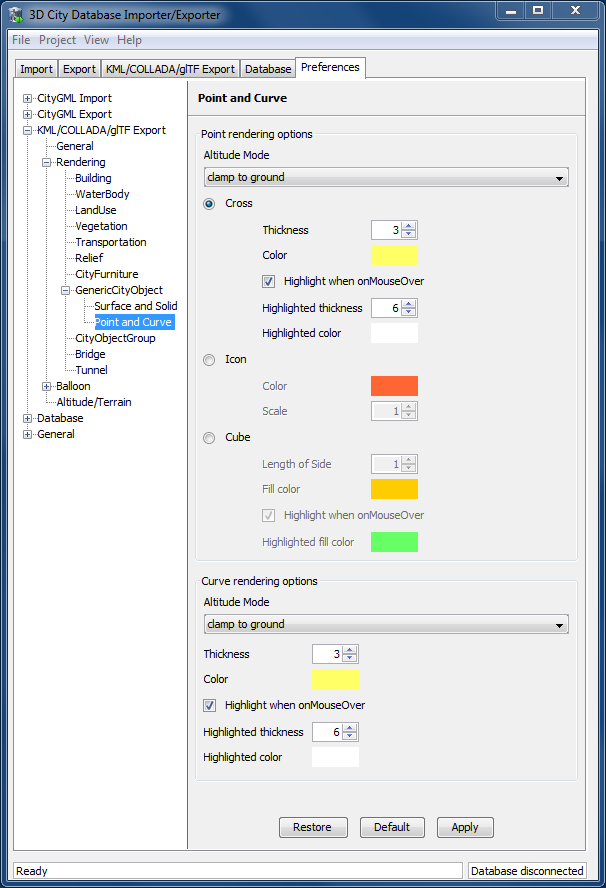 3D City Database Importer/Exporter
File Project View Help
Import Export KML/COLLADA/glTF Export Database Preferences
CityGML Import
CityGML Export
KML/COLLADA/glTF Export
General
Rendering
Building
WaterBody
LandUse
Vegetation
Transportation
Relief
CityFurniture
GenericCityObject
Surface and Solid
Point and Curve
CityObjectGroup
Bridge
Tunnel
Balloon
Altitude/Terrain
Database
General
Point and Curve
Point rendering options
Altitude Mode
clamp to ground
Cross
Thickness 3
Color
Highlight when onMouseOver
Highlighted thickness 6
Highlighted color
Icon
Color
Scale 1
Cube
Length of Side 1
Fill color
Highlight when onMouseOver
Highlighted fill color
Curve rendering options
Altitude Mode
clamp to ground
Thickness 3
Color
Highlight when onMouseOver
Highlighted thickness 6
Highlighted color
Restore Default Apply
Ready Database disconnected